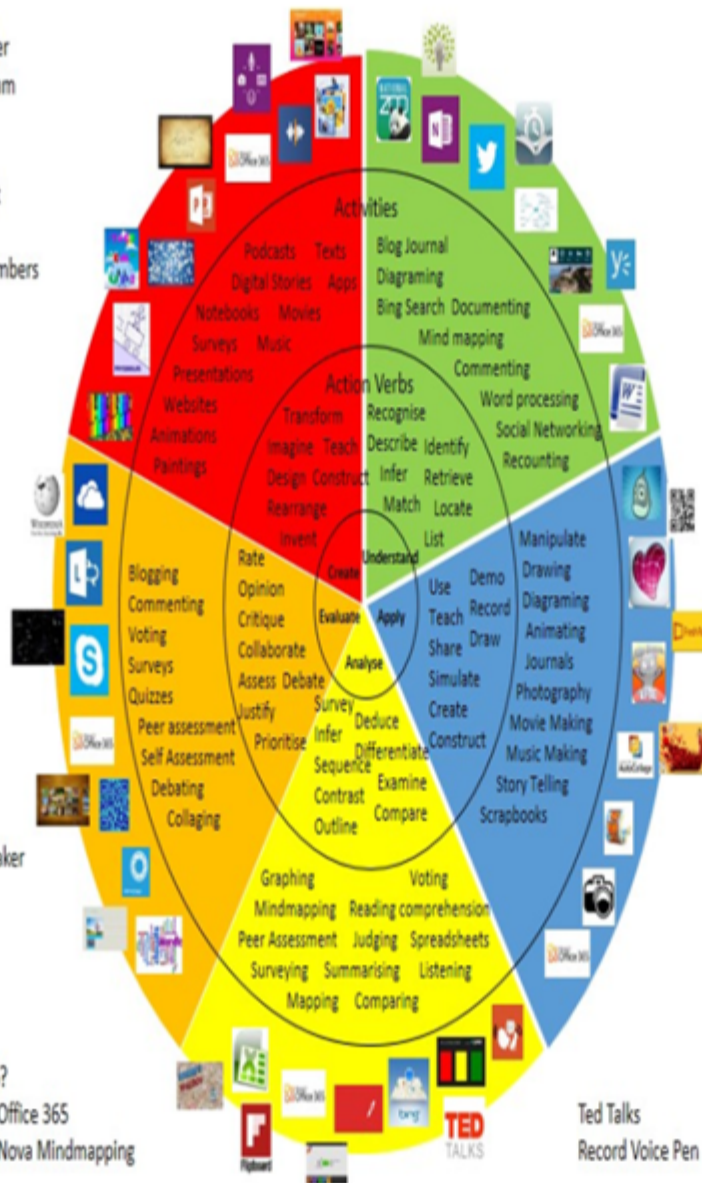 er
um
mbers
Activities
Podcasts Texts
Digital Stories Apps
Notebooks Movies
Surveys Music
Presentations
Websites
Animations
Paintings
Blog Journal
Diagraming
Bing Search Documenting
Mind mapping
Commenting
Word processing
Social Networking
Recounting
Action Verbs
Transform
Imagine Teach
Design Construct
Rearrange
Invent
Recognise
Describe Identify
Infer Retrieve
Match Locate
List
Create
Understand
Evaluate
Apply
Analyse
Blogging
Commenting
Voting
Surveys
Quizzes
Peer assessment
Self Assessment
Debating
Collaging
Rate
Opinion
Critique
Collaborate
Assess Debate
Justify
Prioritise
Use Demo
Teach Record
Share Draw
Simulate
Create
Construct
Manipulate
Drawing
Diagraming
Animating
Journals
Photography
Movie Making
Music Making
Story Telling
Scrapbooks
Survey
Deduce
Infer
Differentiate
Sequence
Examine
Contrast
Compare
Outline
Graphing Voting
Mindmapping Reading comprehension
Peer Assessment Judging Spreadsheets
Surveying Summarising Listening
Mapping Comparing
Office 365
ZOO
WIKIPEDIA
Office 365
Office 365
AutoCollage
Office 365
Office 365
bing
Flipboard
TED
TALKS
aker
?
Office 365
Nova Mindmapping
Ted Talks
Record Voice Pen